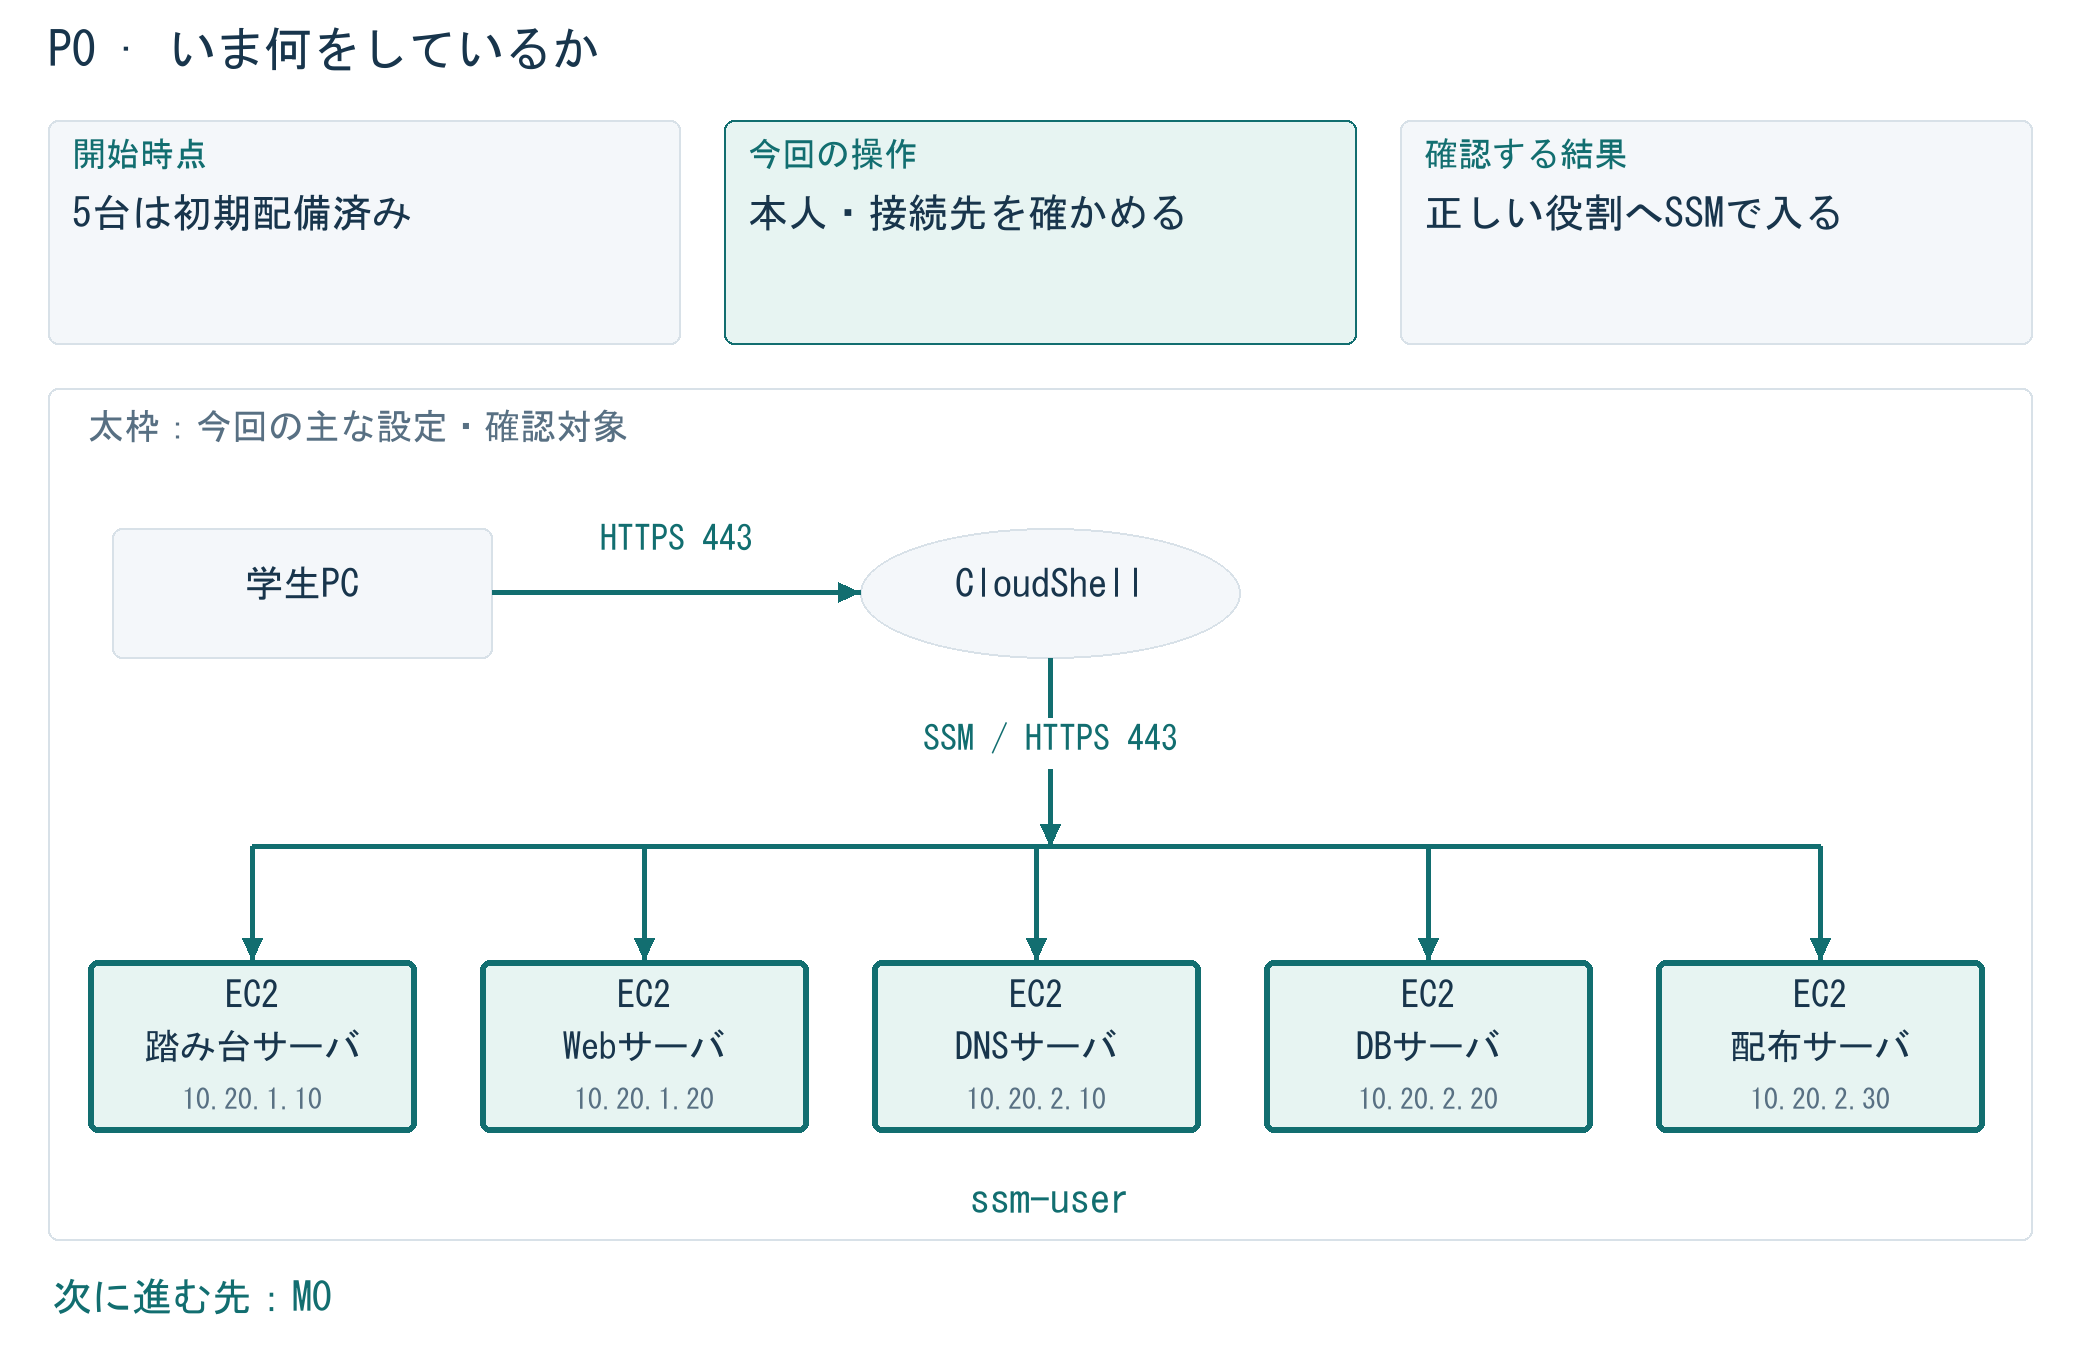 P0 · いま何をしているか
開始時点
5台は初期配備済み
今回の操作
本人・接続先を確かめる
確認する結果
正しい役割へSSMで入る
太枠：今回の主な設定・確認対象
学生PC
HTTPS 443
CloudShell
SSM / HTTPS 443
EC2
踏み台サーバ
10.20.1.10
EC2
Webサーバ
10.20.1.20
EC2
DNSサーバ
10.20.2.10
EC2
DBサーバ
10.20.2.20
EC2
配布サーバ
10.20.2.30
ssm-user
次に進む先：M0